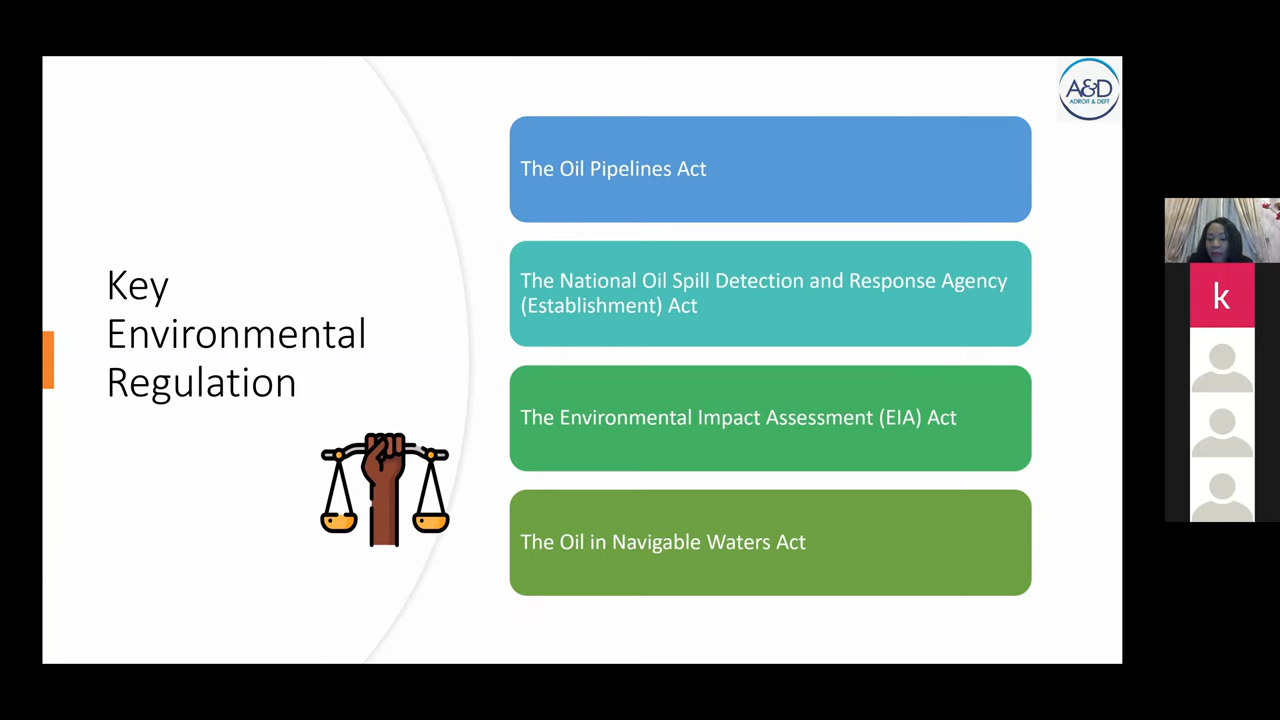 A&D
ADROIT & DEFT
Key
Environmental
Regulation
The Oil Pipelines Act
The National Oil Spill Detection and Response Agency
(Establishment) Act
The Environmental Impact Assessment (EIA) Act
The Oil in Navigable Waters Act
k